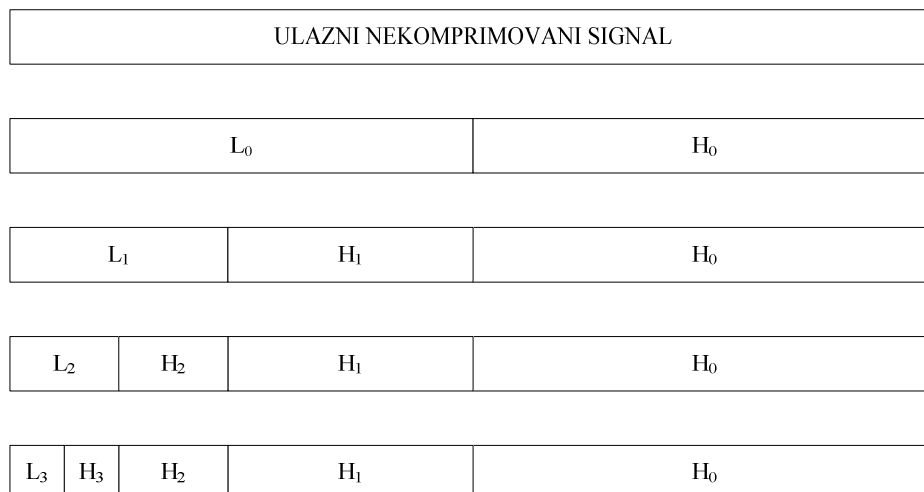 ULAZNI NEKOMPRIMOVANI SIGNAL
L₀ H₀
L₁ H₁ H₀
L₂ H₂ H₁ H₀
L₃ H₃ H₂ H₁ H₀